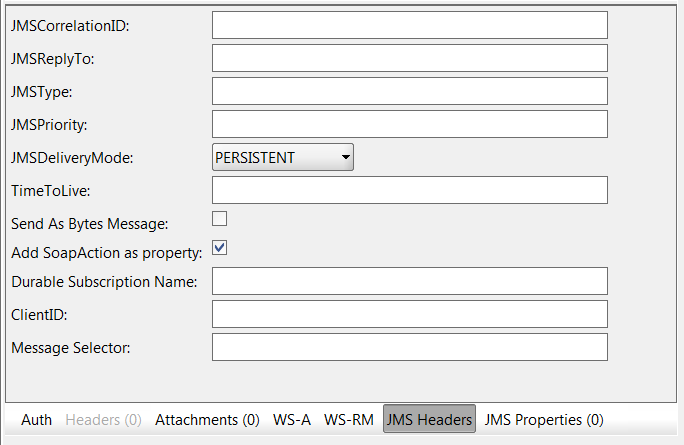 JMSCorrelationID:
JMSReplyTo:
JMSType:
JMSPriority:
JMSDeliveryMode: PERSISTENT
TimeToLive:
Send As Bytes Message:
Add SoapAction as property:
Durable Subscription Name:
ClientID:
Message Selector:
Auth Headers (0) Attachments (0) WS-A WS-RM JMS Headers JMS Properties (0)